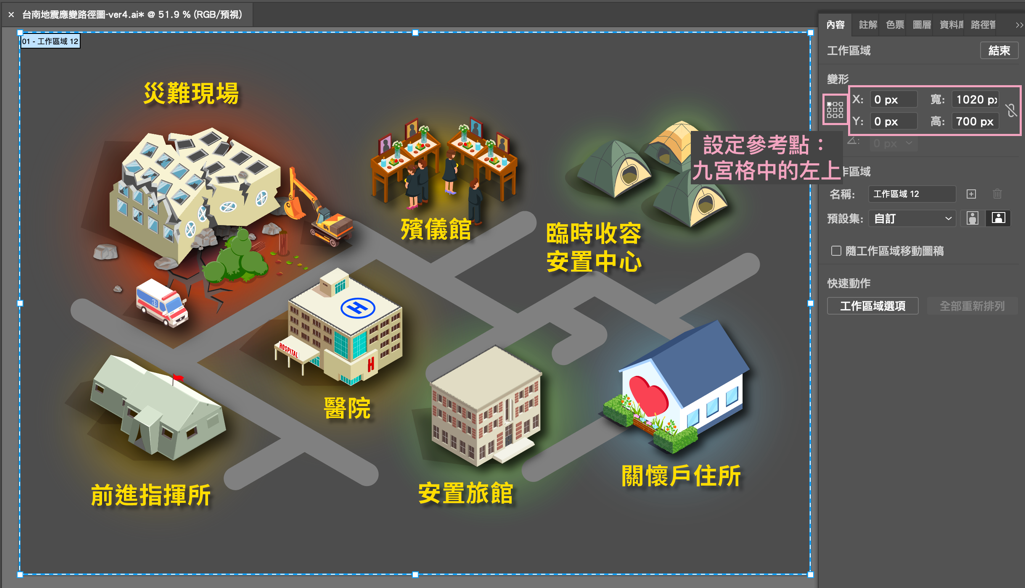 × 台南地震應變路徑圖-ver4.ai* @ 51.9 % (RGB/預視)
01 - 工作區域 12
災難現場
殯儀館
臨時收容
安置中心
HOSPITAL
H
H
醫院
前進指揮所
安置旅館
關懷戶住所
內容 註解 色票 圖層 資料庫 路徑管
工作區域
結束
變形
X: 0 px 寬: 1020 px
Y: 0 px 高: 700 px
0 px
設定參考點：
九宮格中的左上
作區域
名稱: 工作區域 12
預設集: 自訂
隨工作區域移動圖稿
快速動作
工作區域選項 全部重新排列